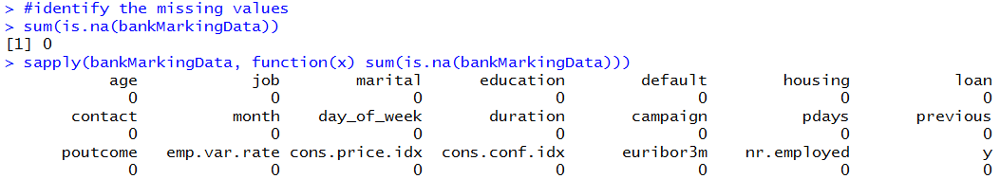 > #identify the missing values
> sum(is.na(bankMarkingData))
[1] 0
> sapply(bankMarkingData, function(x) sum(is.na(bankMarkingData)))
age job marital education default housing loan
0 0 0 0 0 0 0
contact month day_of_week duration campaign pdays previous
0 0 0 0 0 0 0
poutcome emp.var.rate cons.price.idx cons.conf.idx euribor3m nr.employed y
0 0 0 0 0 0 0